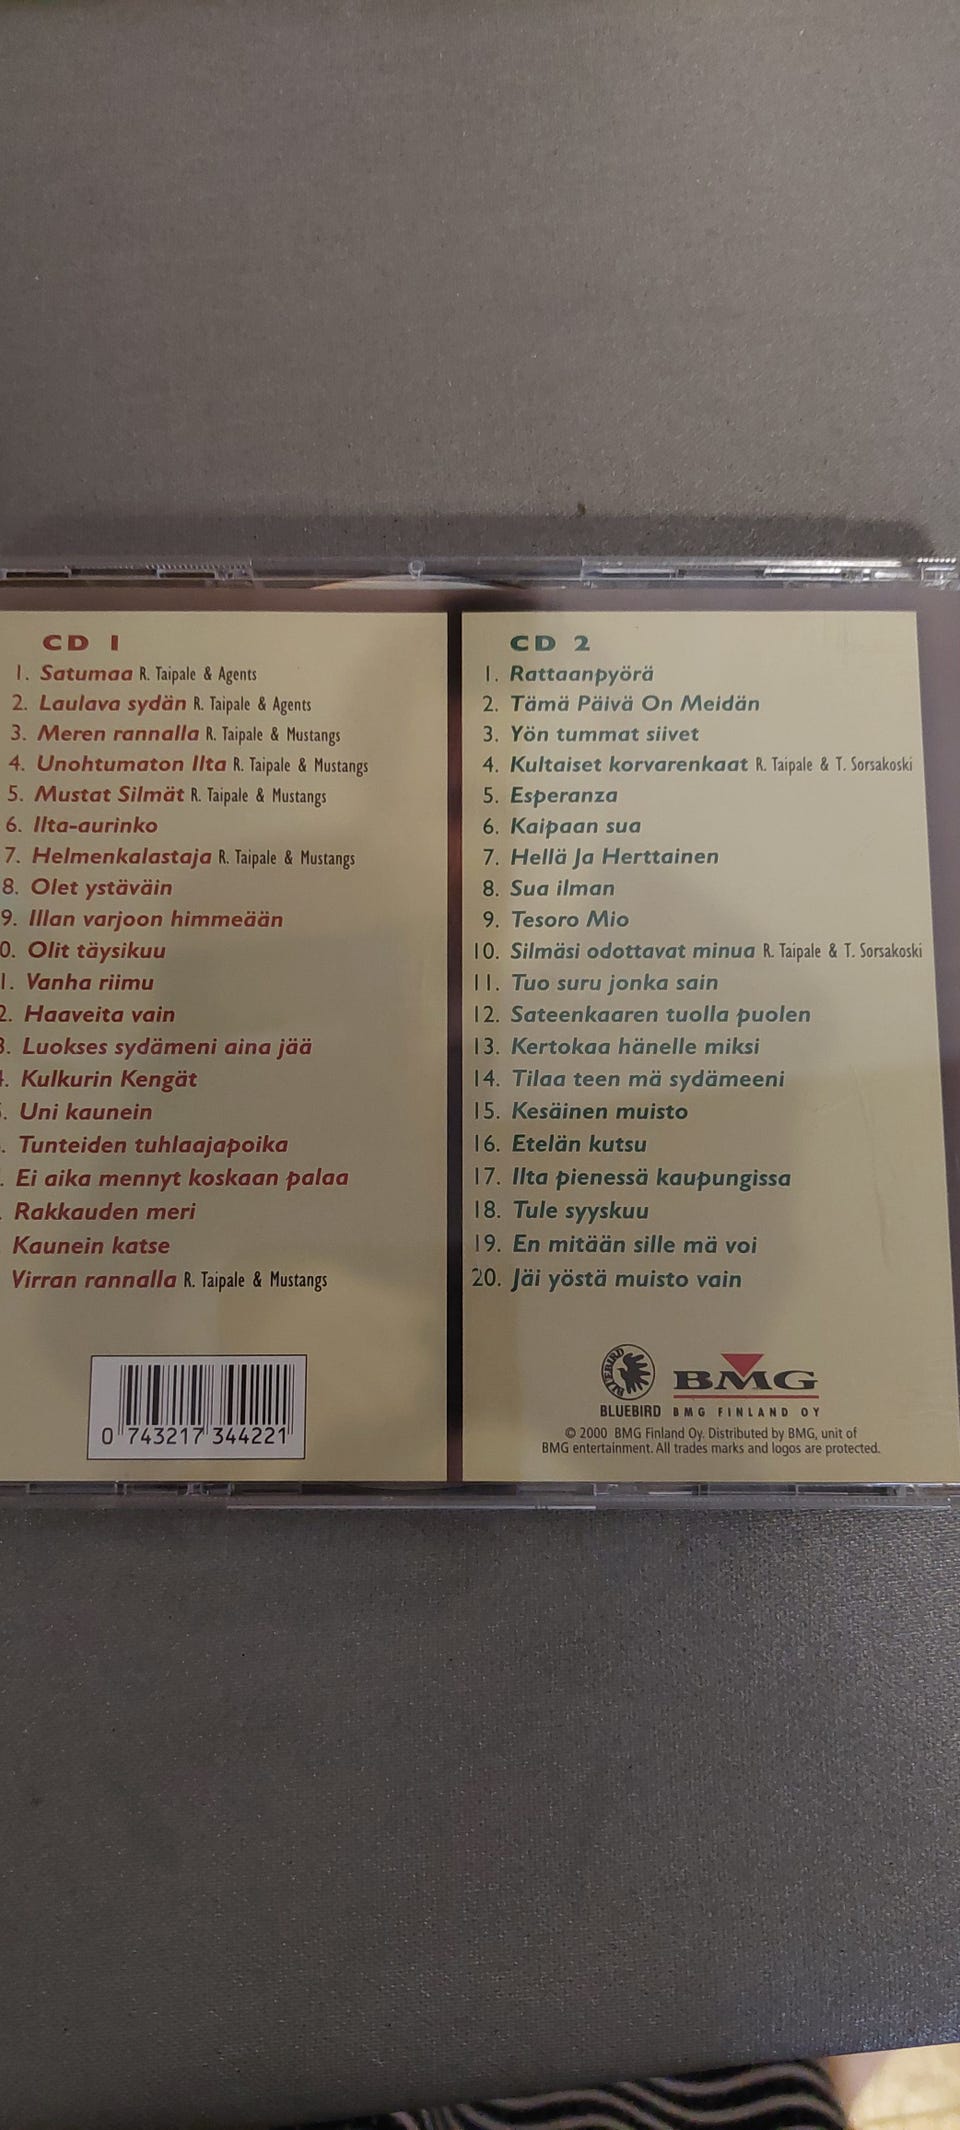 CD 1
1. Satumaa R. Taipale & Agents
2. Laulava sydän R. Taipale & Agents
3. Meren rannalla R. Taipale & Mustangs
4. Unohtumaton Ilta R. Taipale & Mustangs
5. Mustat Silmät R. Taipale & Mustangs
6. Ilta-aurinko
7. Helmenkalastaja R. Taipale & Mustangs
8. Olet ystäväin
9. Illan varjoon himmeään
0. Olit täysikuu
1. Vanha riimu
2. Haaveita vain
3. Luokses sydämeni aina jää
. Kulkurin Kengät
. Uni kaunein
. Tunteiden tuhlaajapoika
. Ei aika mennyt koskaan palaa
Rakkauden meri
Kaunein katse
Virran rannalla R. Taipale & Mustangs
0 743217 344221
CD 2
1. Rattaanpyörä
2. Tämä Päivä On Meidän
3. Yön tummat siivet
4. Kultaiset korvarenkaat R. Taipale & T. Sorsakoski
5. Esperanza
6. Kaipaan sua
7. Hellä Ja Herttainen
8. Sua ilman
9. Tesoro Mio
10. Silmäsi odottavat minua R. Taipale & T. Sorsakoski
11. Tuo suru jonka sain
12. Sateenkaaren tuolla puolen
13. Kertokaa hänelle miksi
14. Tilaa teen mä sydämeeni
15. Kesäinen muisto
16. Etelän kutsu
17. Ilta pienessä kaupungissa
18. Tule syyskuu
19. En mitään sille mä voi
20. Jäi yöstä muisto vain
BLUEBIRD
BMG
BLUEBIRD BMG FINLAND OY
© 2000 BMG Finland Oy. Distributed by BMG, unit of
BMG entertainment. All trades marks and logos are protected.